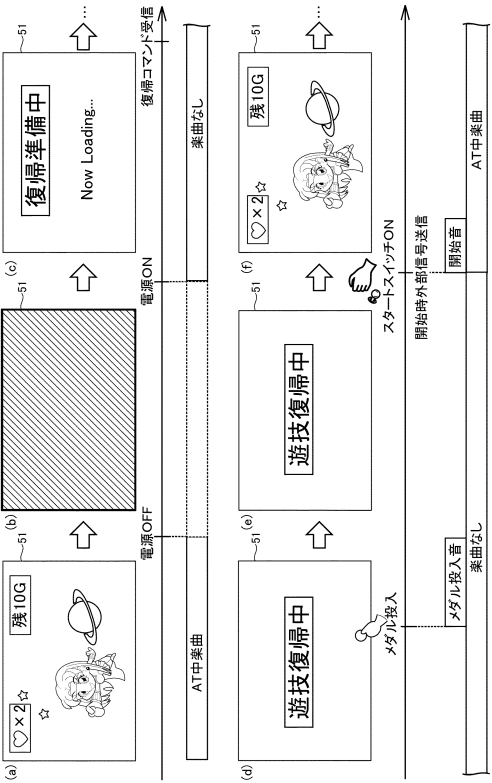 (a)
51
♡×2
残10G
(b)
51
(c)
51
復帰準備中
Now Loading...
…
電源OFF
電源ON
復帰コマンド受信
AT中楽曲
楽曲なし
(d)
51
遊技復帰中
(e)
51
遊技復帰中
(f)
51
♡×2
残10G
…
メダル投入
スタートスイッチON
開始時外部信号送信
メダル投入音
開始音
楽曲なし
AT中楽曲